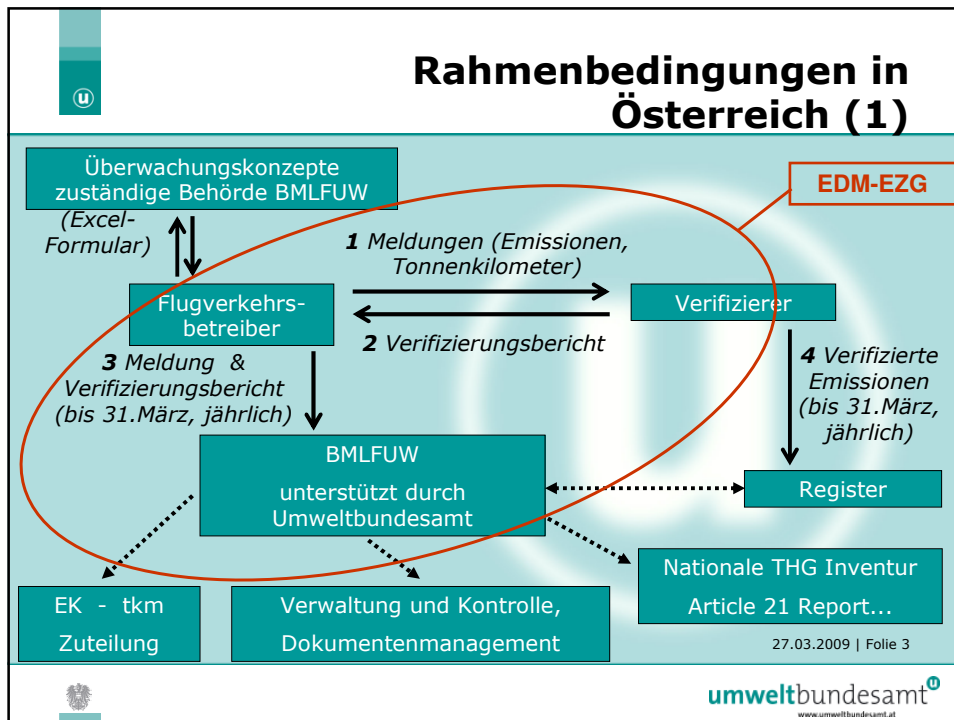 ⓤ
Rahmenbedingungen in
Österreich (1)
Überwachungskonzepte
zuständige Behörde BMLFUW
EDM-EZG
(Excel-
Formular)
1 Meldungen (Emissionen,
Tonnenkilometer)
Flugverkehrs-
betreiber
Verifizierer
2 Verifizierungsbericht
3 Meldung &
Verifizierungsbericht
(bis 31.März, jährlich)
4 Verifizierte
Emissionen
(bis 31.März,
jährlich)
BMLFUW
unterstützt durch
Umweltbundesamt
Register
Nationale THG Inventur
Article 21 Report...
EK - tkm
Zuteilung
Verwaltung und Kontrolle,
Dokumentenmanagement
27.03.2009 | Folie 3
umweltbundesamtⓤ
www.umweltbundesamt.at